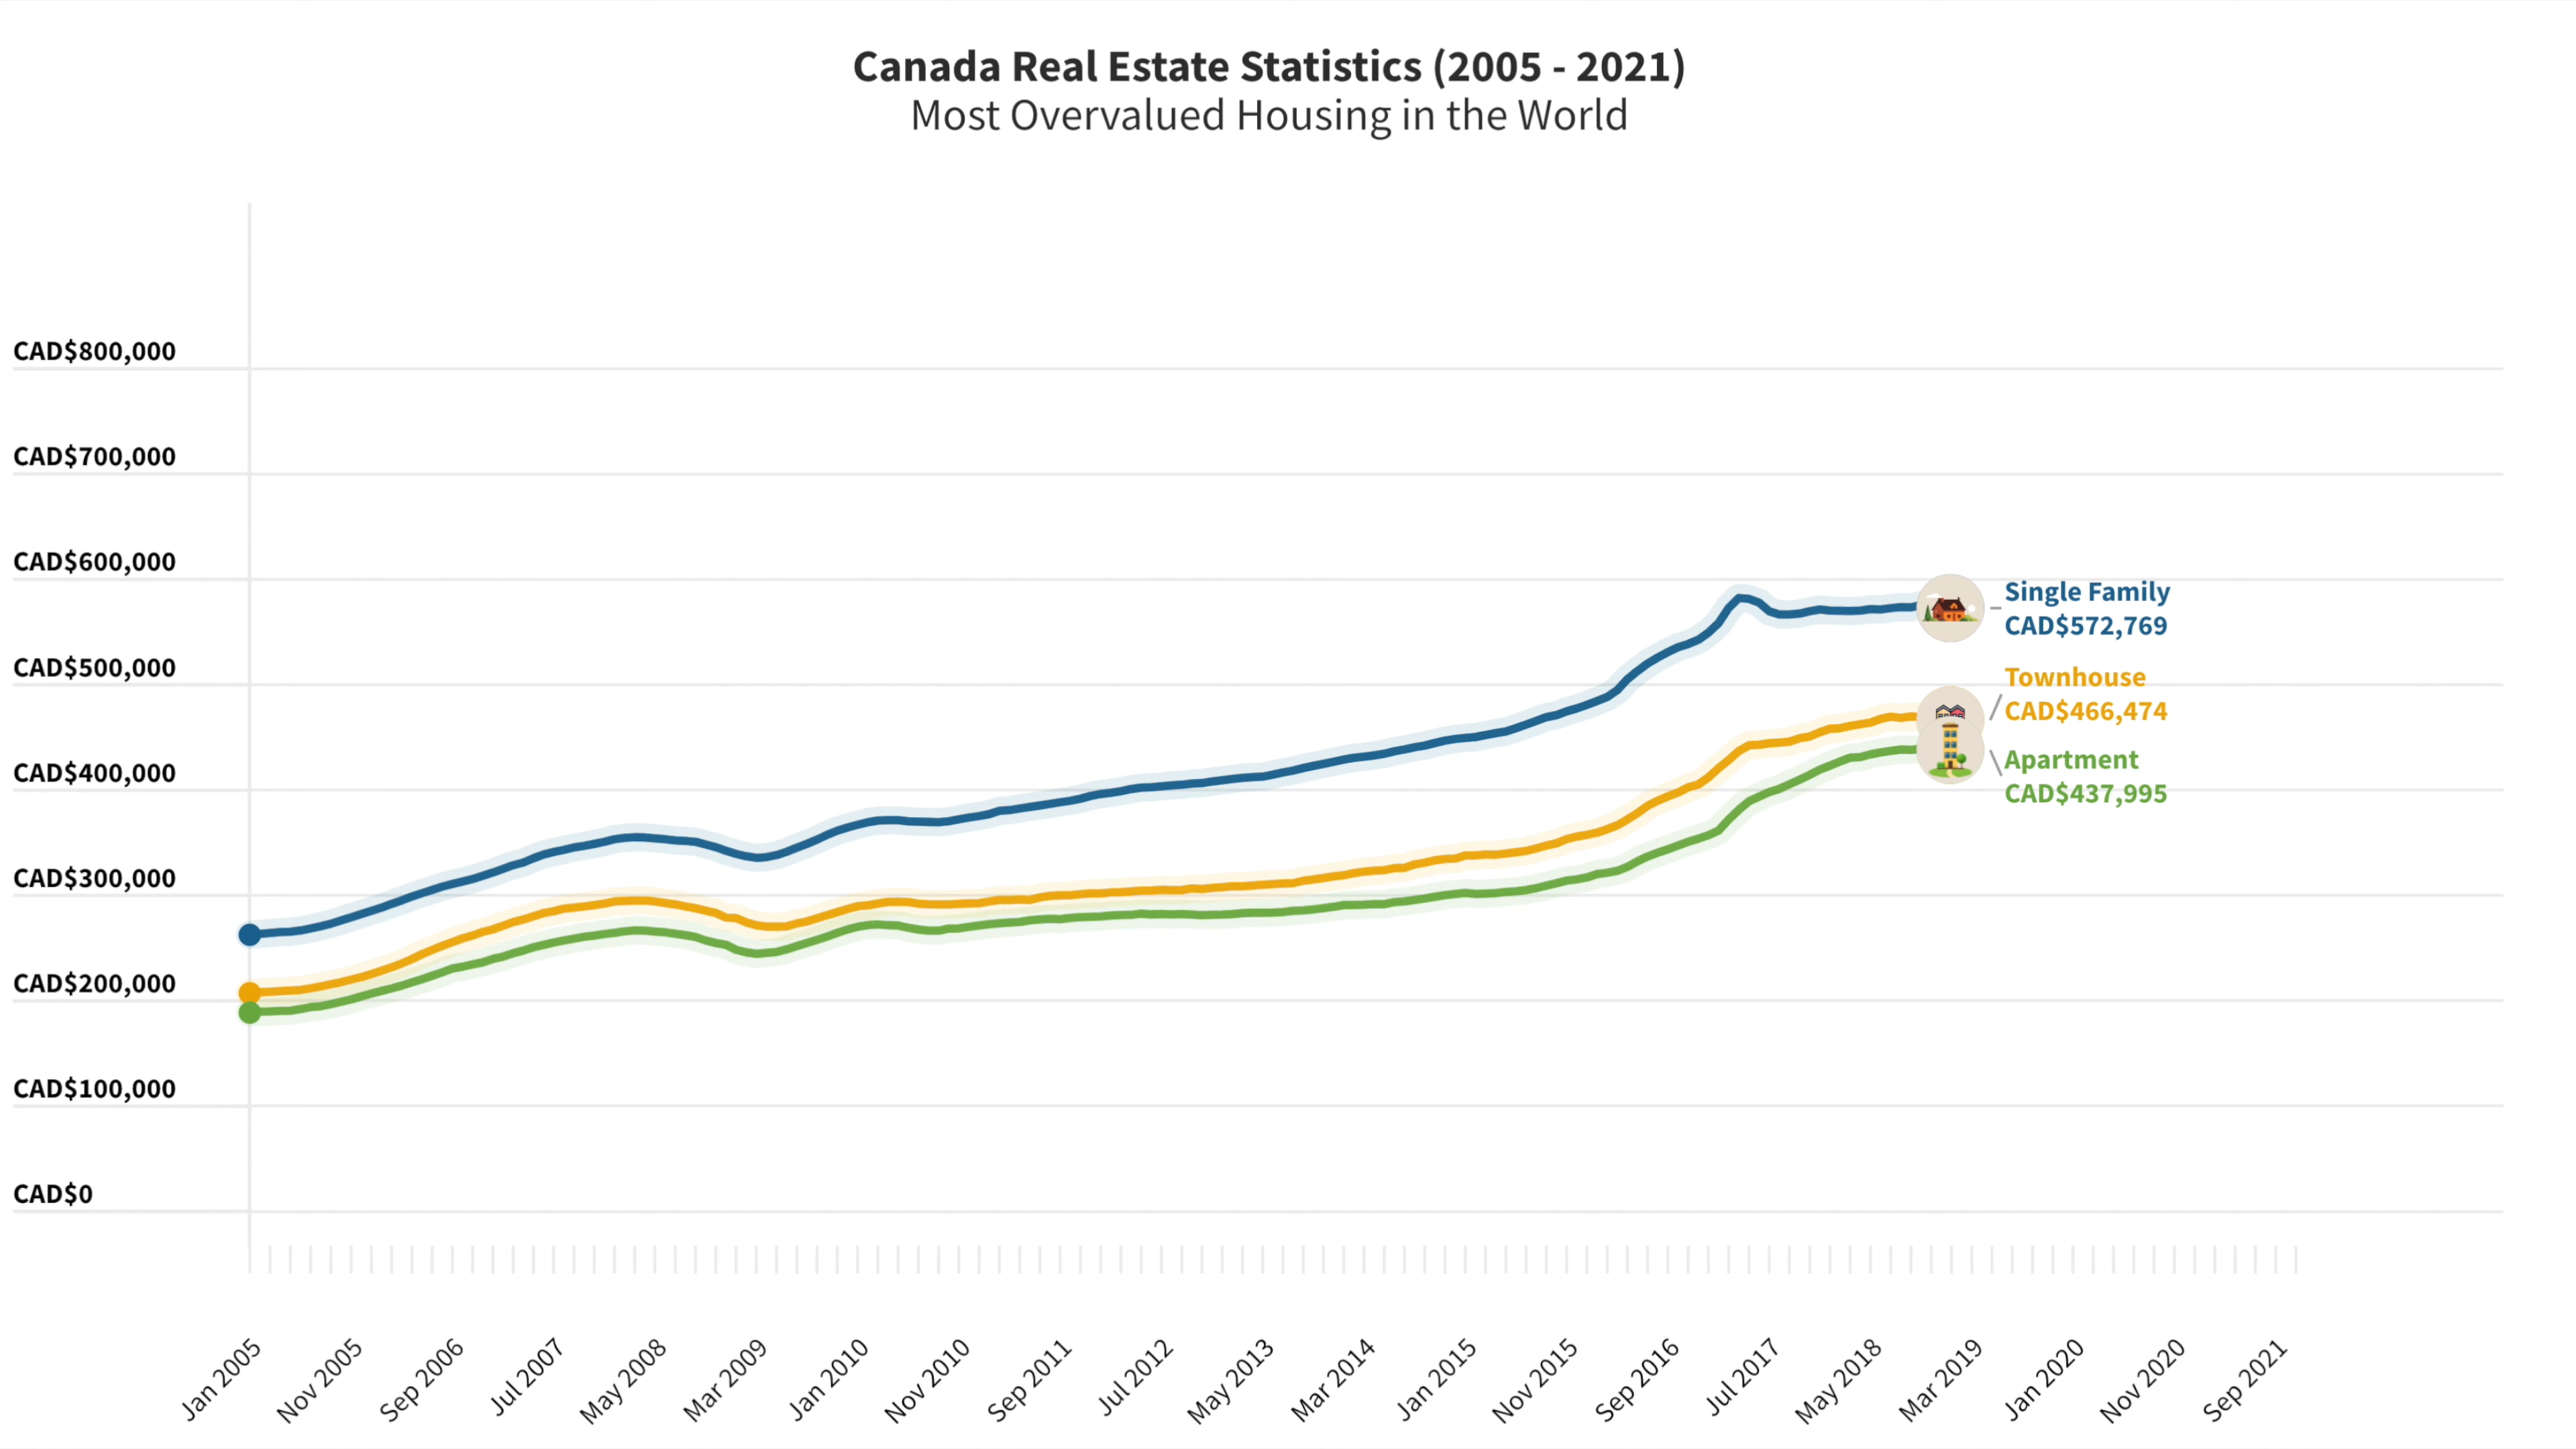 Canada Real Estate Statistics (2005 - 2021)
Most Overvalued Housing in the World
CAD$800,000
CAD$700,000
CAD$600,000
CAD$500,000
CAD$400,000
CAD$300,000
CAD$200,000
CAD$100,000
CAD$0
Single Family
CAD$572,769
Townhouse
CAD$466,474
Apartment
CAD$437,995
Jan 2005
Nov 2005
Sep 2006
Jul 2007
May 2008
Mar 2009
Jan 2010
Nov 2010
Sep 2011
Jul 2012
May 2013
Mar 2014
Jan 2015
Nov 2015
Sep 2016
Jul 2017
May 2018
Mar 2019
Jan 2020
Nov 2020
Sep 2021